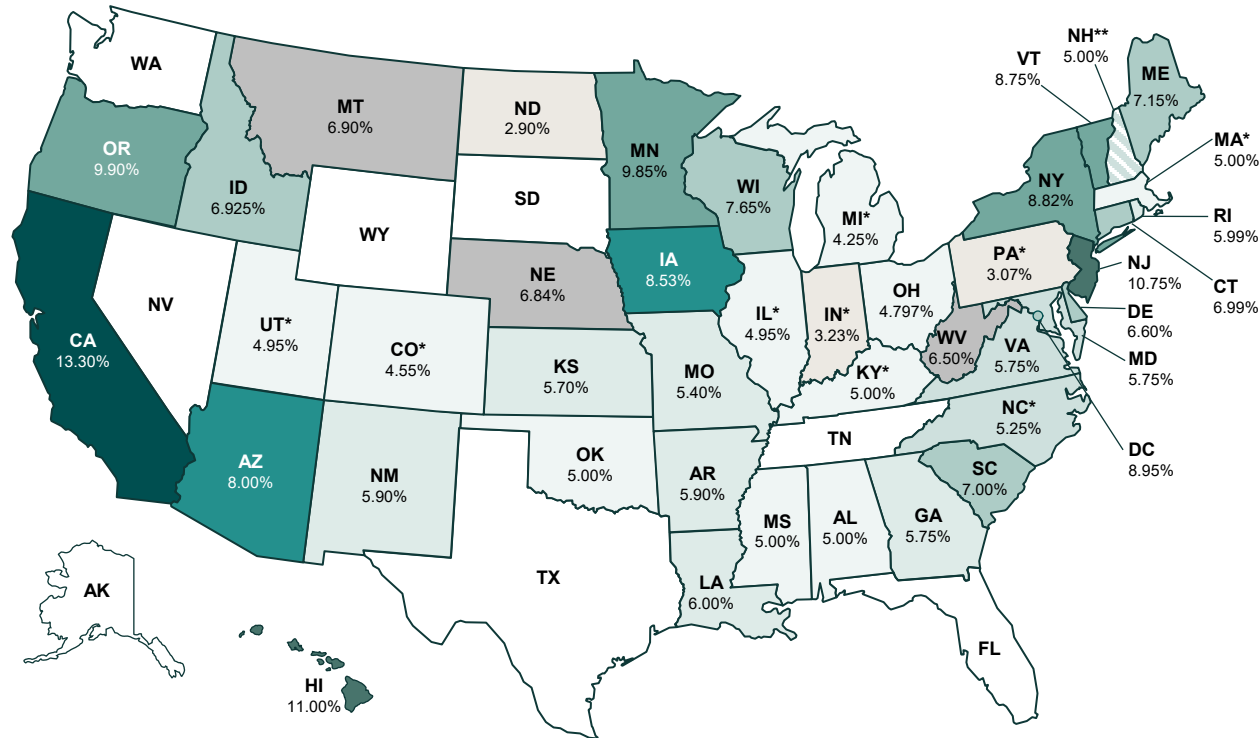 WA
MT
6.90%
ND
2.90%
MN
9.85%
VT
8.75%
NH**
5.00%
ME
7.15%
OR
9.90%
ID
6.925%
SD
WI
7.65%
MI*
4.25%
NY
8.82%
MA*
5.00%
WY
RI
5.99%
CT
6.99%
NV
NE
6.84%
IA
8.53%
PA*
3.07%
NJ
10.75%
CA
13.30%
UT*
4.95%
CO*
4.55%
IL*
4.95%
IN*
3.23%
OH
4.797%
DE
6.60%
KS
5.70%
MO
5.40%
KY*
5.00%
WV
6.50%
VA
5.75%
MD
5.75%
AZ
8.00%
NM
5.90%
OK
5.00%
AR
5.90%
TN
NC*
5.25%
DC
8.95%
SC
7.00%
MS
5.00%
AL
5.00%
GA
5.75%
TX
LA
6.00%
AK
HI
11.00%
FL